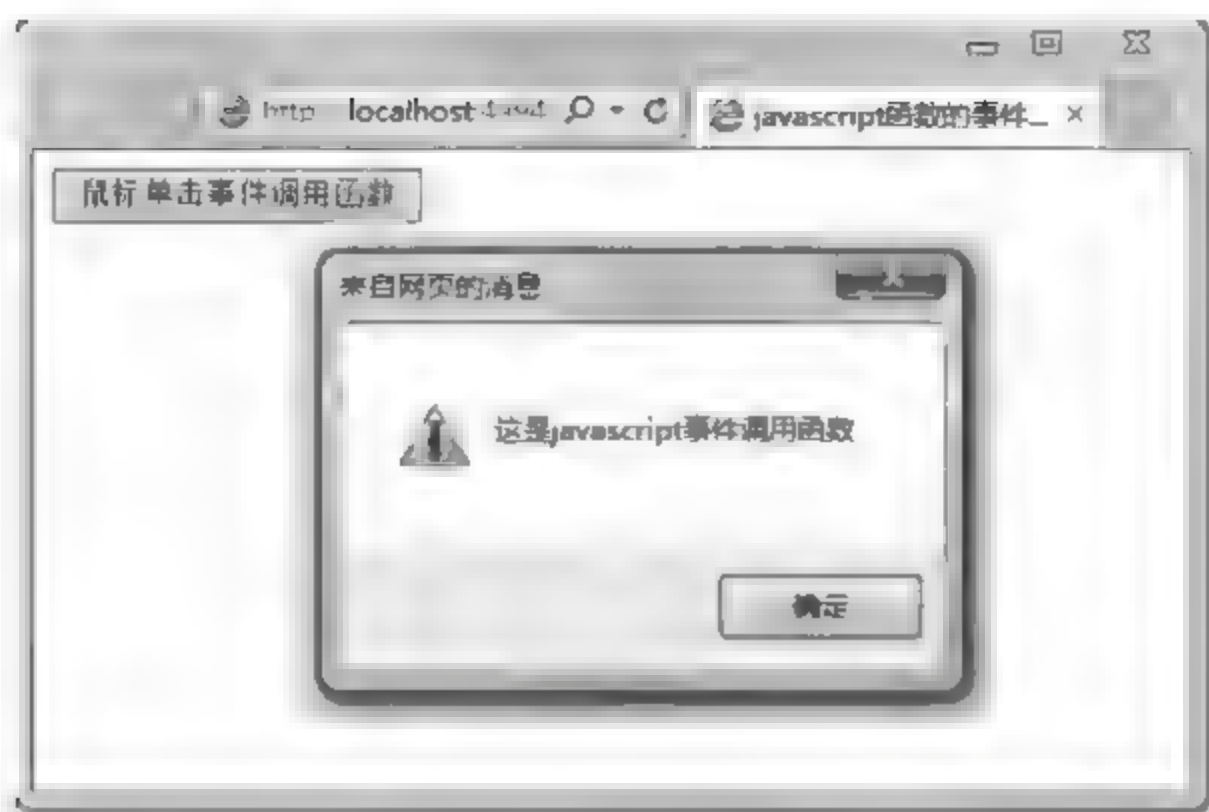 http localhost
javascript函数的事件...
鼠标单击事件调用函数
来自网页的消息
这是javascript事件调用函数
确定